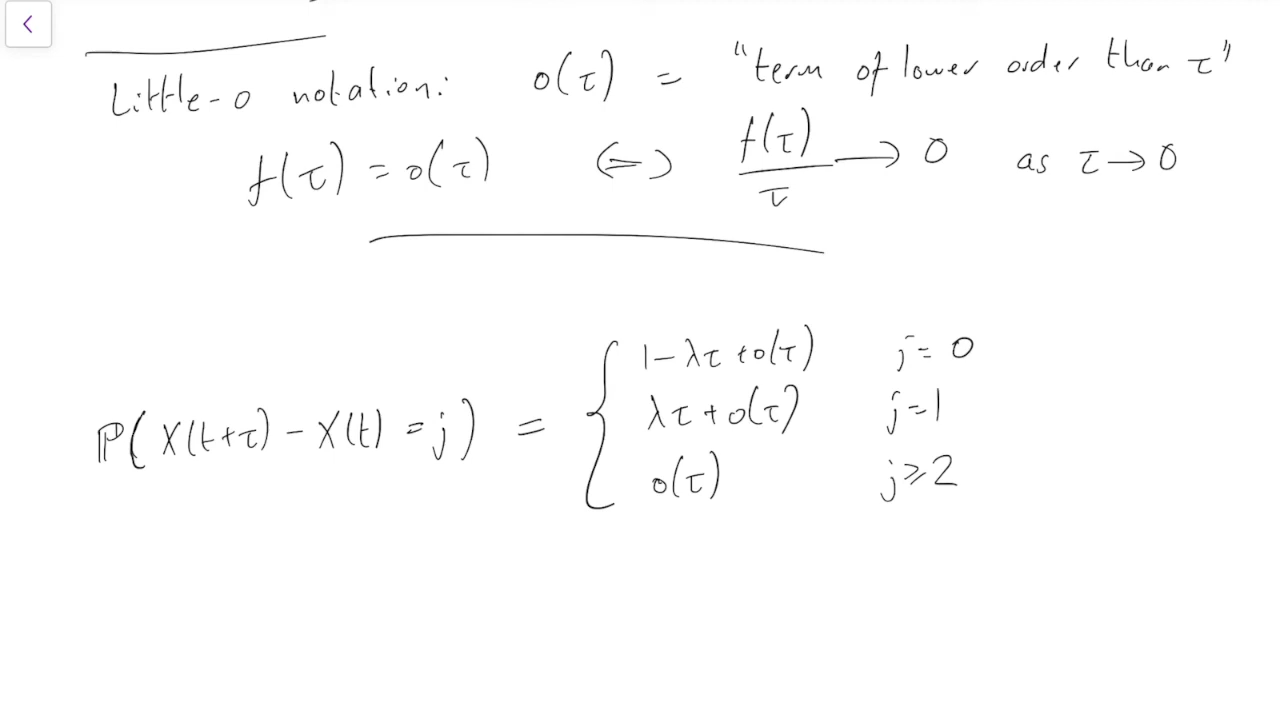 Little-o notation: o(τ) = "term of lower order than τ"
f(τ) = o(τ) ⇔ f(τ)/τ → 0 as τ → 0
P(X(t+τ) - X(t) = j) = {
1 - λτ + o(τ) j = 0
λτ + o(τ) j = 1
o(τ) j ⩾ 2